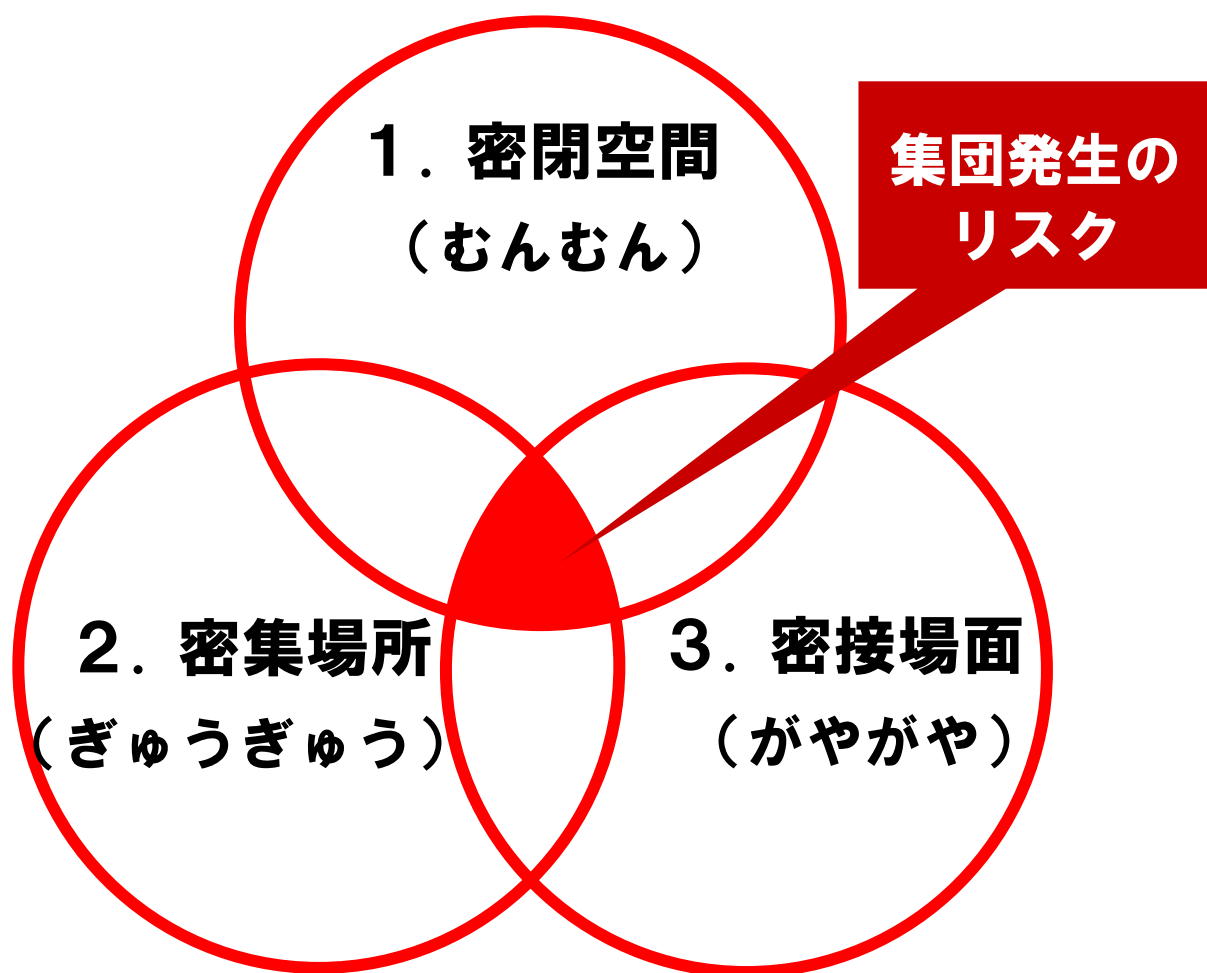 １．密閉空間
（むんむん）
集団発生の
リスク
２．密集場所
（ぎゅうぎゅう）
３．密接場面
（がやがや）